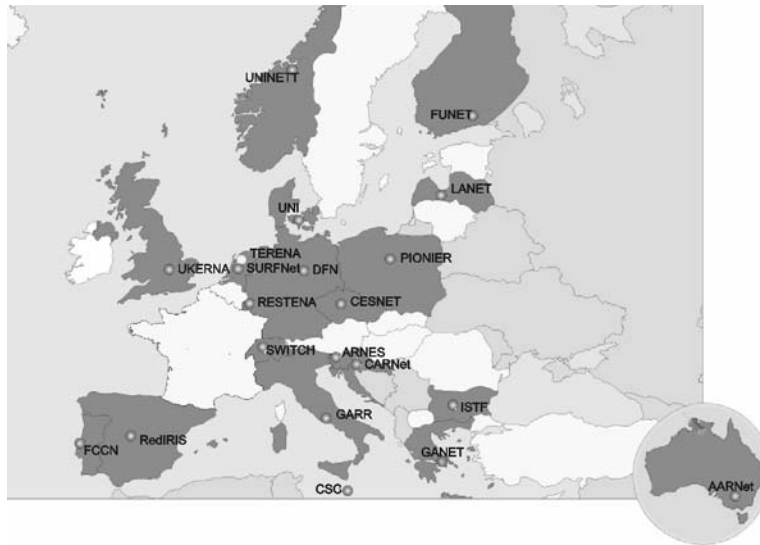 UNINETT
FUNET
LANET
UNI
TERENA
UKERNA
SURFNet
DFN
PIONIER
RESTENA
CESNET
SWITCH
ARNES
CARNet
ISTF
GARR
FCCN
RedIRIS
GANET
CSC
AARNet